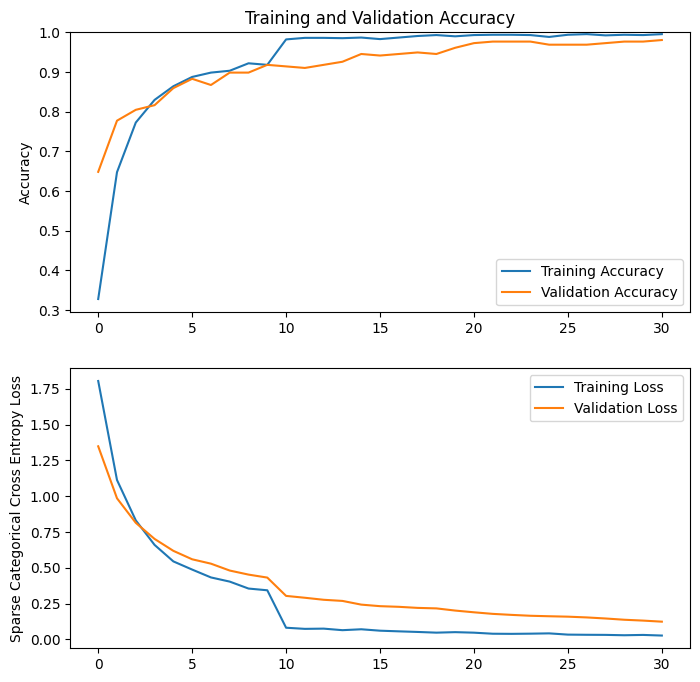 Training and Validation Accuracy
1.0
0.9
0.8
0.7
0.6
0.5
0.4
0.3
Accuracy
Training Accuracy
Validation Accuracy
0 5 10 15 20 25 30
1.75
1.50
1.25
1.00
0.75
0.50
0.25
0.00
Sparse Categorical Cross Entropy Loss
Training Loss
Validation Loss
0 5 10 15 20 25 30